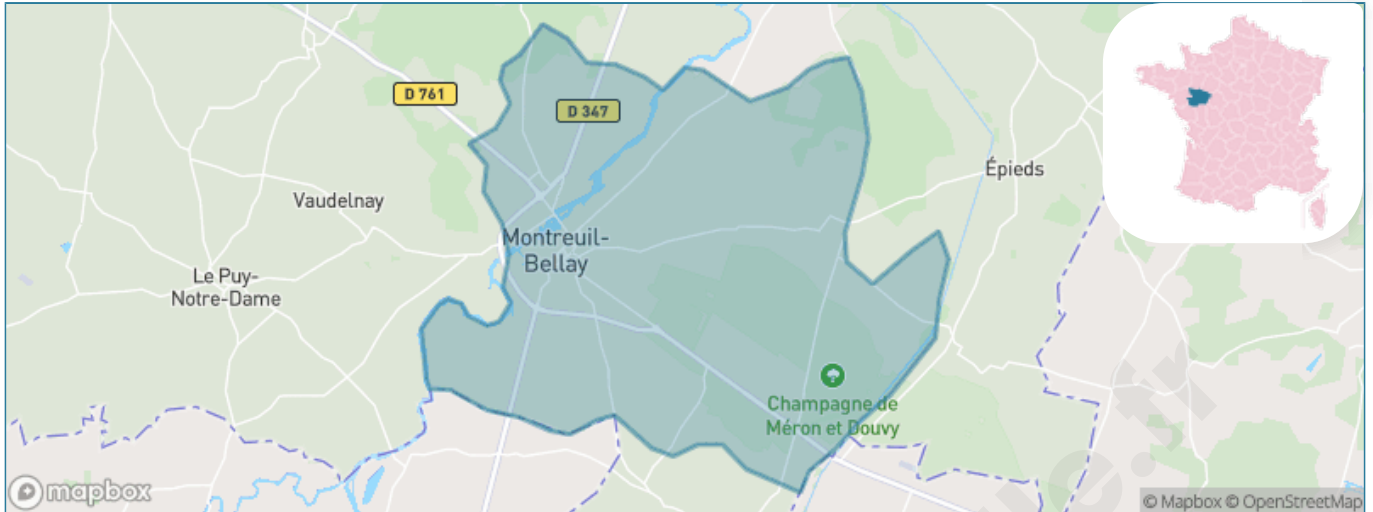 D 761
D 347
Épieds
Vaudelnay
Montreuil-
Bellay
Le Puy-
Notre-Dame
Champagne de
Méron et Douvy
mapbox
© Mapbox © OpenStreetMap